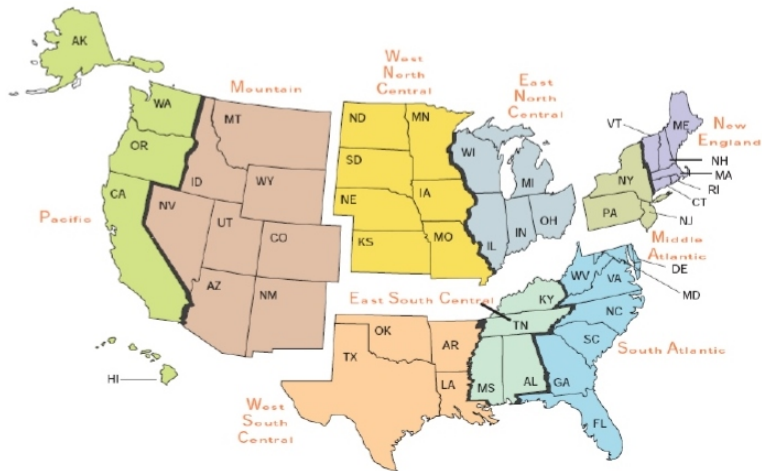 AK
WA
OR
CA
Pacific
HI
Mountain
MT
ID
WY
NV
UT
CO
AZ
NM
West
North
Central
ND
MN
SD
NE
IA
KS
MO
East
North
Central
WI
MI
IL
IN
OH
New
England
VT
ME
NH
MA
RI
CT
NY
PA
NJ
Middle
Atlantic
DE
MD
WV
VA
NC
SC
GA
FL
South Atlantic
East South Central
KY
TN
MS
AL
OK
TX
AR
LA
West
South
Central